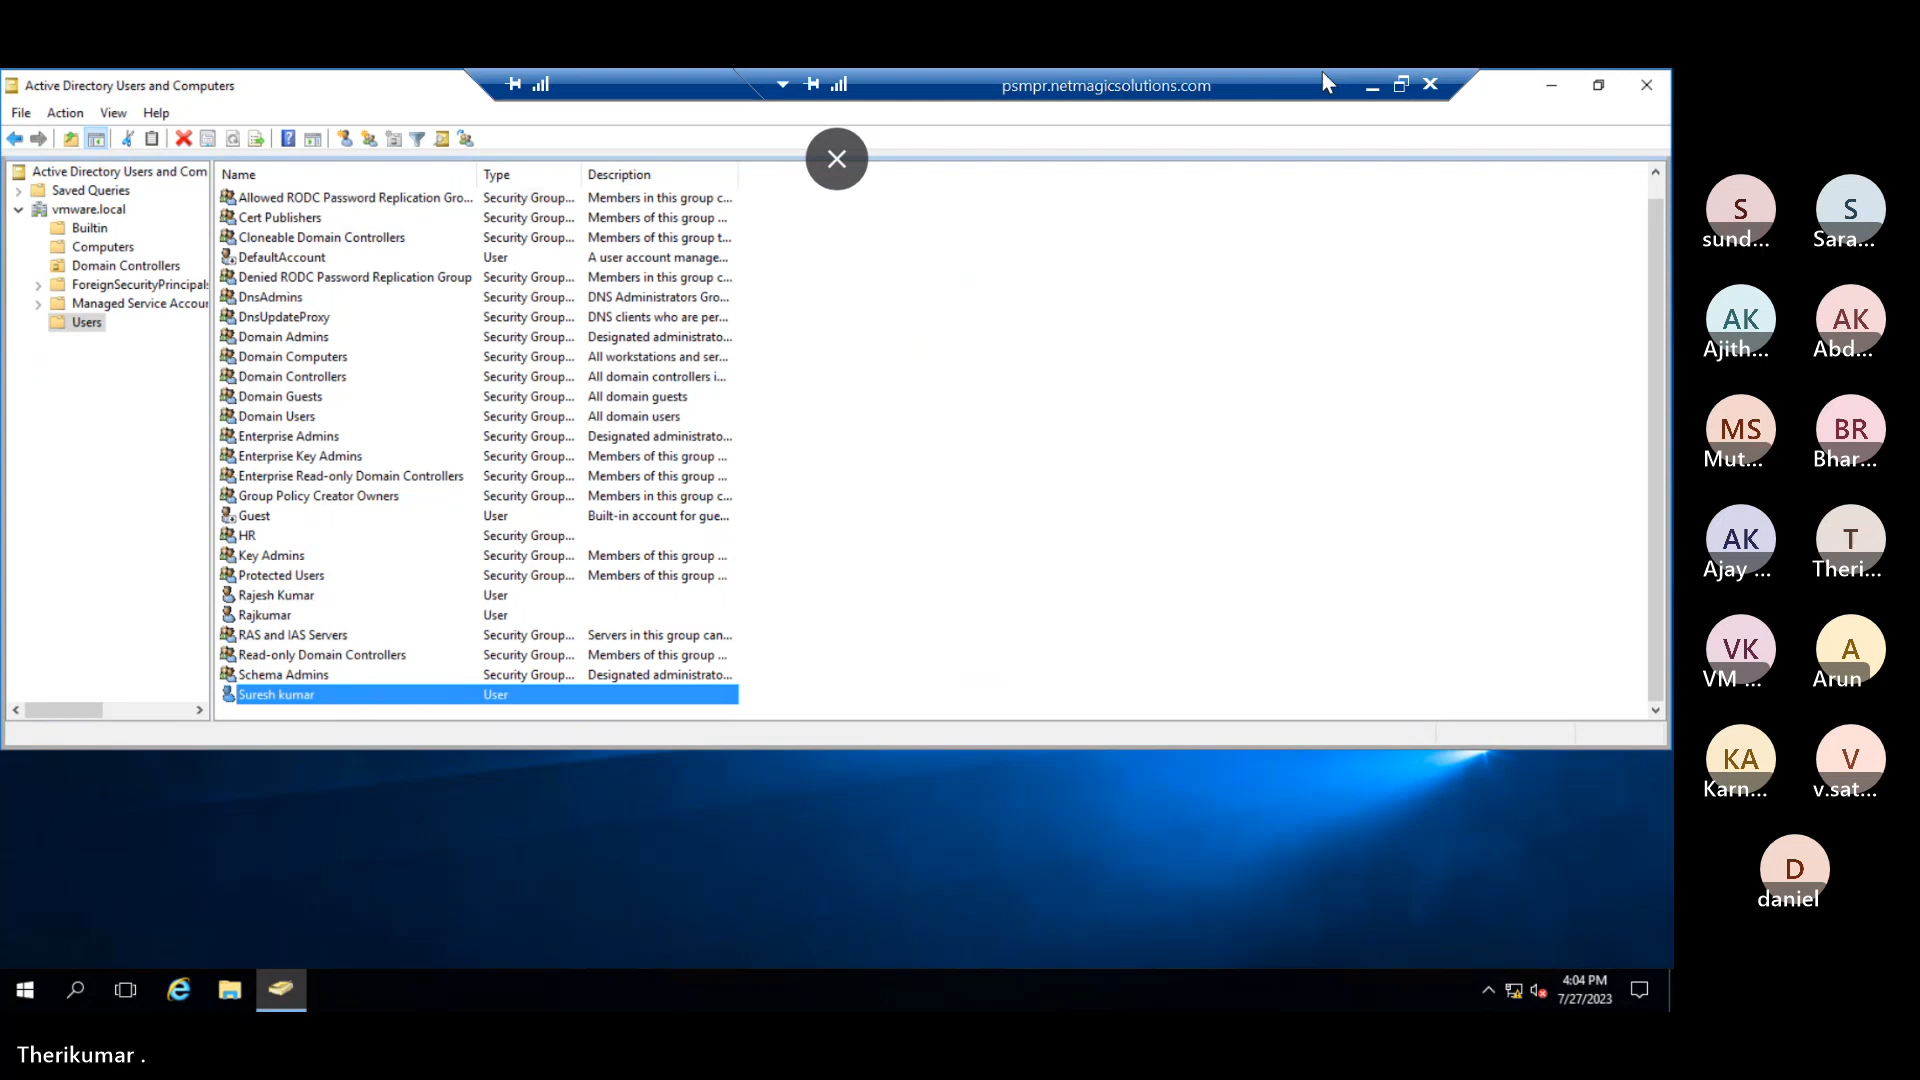 Active Directory Users and Computers
psmpr.netmagicsolutions.com
File Action View Help
Active Directory Users and Com
Saved Queries
vmware.local
Builtin
Computers
Domain Controllers
ForeignSecurityPrincipals
Managed Service Accour
Users
Name Type Description
Allowed RODC Password Replication Gro... Security Group... Members in this group c...
Cert Publishers Security Group... Members of this group ...
Cloneable Domain Controllers Security Group... Members of this group t...
DefaultAccount User A user account manage...
Denied RODC Password Replication Group Security Group... Members in this group c...
DnsAdmins Security Group... DNS Administrators Gro...
DnsUpdateProxy Security Group... DNS clients who are per...
Domain Admins Security Group... Designated administrato...
Domain Computers Security Group... All workstations and ser...
Domain Controllers Security Group... All domain controllers i...
Domain Guests Security Group... All domain guests
Domain Users Security Group... All domain users
Enterprise Admins Security Group... Designated administrato...
Enterprise Key Admins Security Group... Members of this group ...
Enterprise Read-only Domain Controllers Security Group... Members of this group ...
Group Policy Creator Owners Security Group... Members in this group c...
Guest User Built-in account for gue...
HR Security Group...
Key Admins Security Group... Members of this group ...
Protected Users Security Group... Members of this group ...
Rajesh Kumar User
Rajkumar User
RAS and IAS Servers Security Group... Servers in this group can...
Read-only Domain Controllers Security Group... Members of this group ...
Schema Admins Security Group... Designated administrato...
Suresh kumar User
S S
sund... Sara...
AK AK
Ajith... Abd...
MS BR
Mut... Bhar...
AK T
Ajay ... Theri...
VK A
VM ... Arun
KA V
Karn... v.sat...
D
daniel
4:04 PM
7/27/2023
Therikumar .